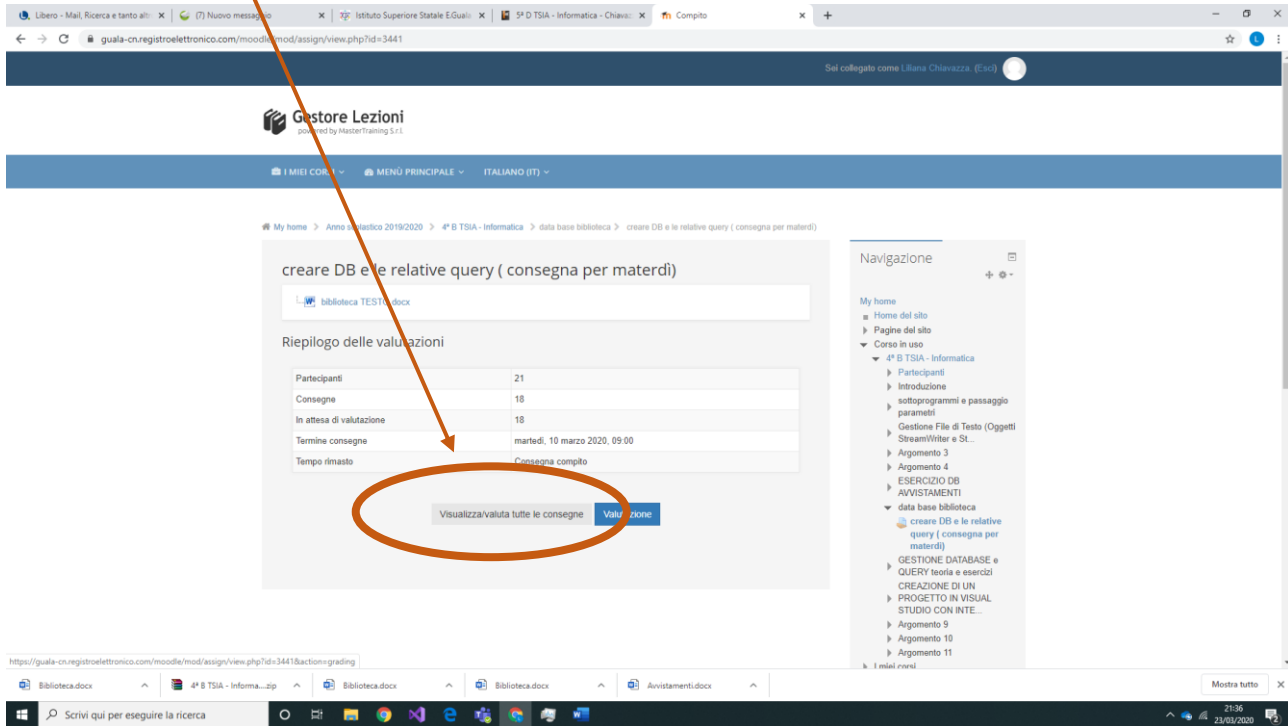 Libero - Mail, Ricerca e tanto alt
(7) Nuovo messaggio
Istituto Superiore Statale E.Guala
5ª D TSIA - Informatica - Chiavaz
Compito
guala-cn.registroelettronico.com/moodle/mod/assign/view.php?id=3441
L
Sei collegato come Liliana Chiavazza. (Esci)
Gestore Lezioni
powered by MasterTraining S.r.l.
I MIEI CORSI
MENÙ PRINCIPALE
ITALIANO (IT)
My home > Anno scolastico 2019/2020 > 4ª B TSIA - Informatica > data base biblioteca > creare DB e le relative query ( consegna per materdì)
creare DB e le relative query ( consegna per materdì)
biblioteca TESTO.docx
Riepilogo delle valutazioni
Partecipanti 21
Consegne 18
In attesa di valutazione 18
Termine consegne martedì, 10 marzo 2020, 09:00
Tempo rimasto Consegna compito
Visualizza/valuta tutte le consegne
Valutazione
Navigazione
My home
Home del sito
Pagine del sito
Corso in uso
4ª B TSIA - Informatica
Partecipanti
Introduzione
sottoprogrammi e passaggio
parametri
Gestione File di Testo (Oggetti
StreamWriter e St...
Argomento 3
Argomento 4
ESERCIZIO DB
AVVISTAMENTI
data base biblioteca
creare DB e le relative
query ( consegna per
materdì)
GESTIONE DATABASE e
QUERY teoria e esercizi
CREAZIONE DI UN
PROGETTO IN VISUAL
STUDIO CON INTE...
Argomento 9
Argomento 10
Argomento 11
I miei corsi
https://guala-cn.registroelettronico.com/moodle/mod/assign/view.php?id=3441&action=grading
Biblioteca.docx
4ª B TSIA - Informa....zip
Biblioteca.docx
Biblioteca.docx
Avvistamenti.docx
Mostra tutto
Scrivi qui per eseguire la ricerca
21:36
23/03/2020